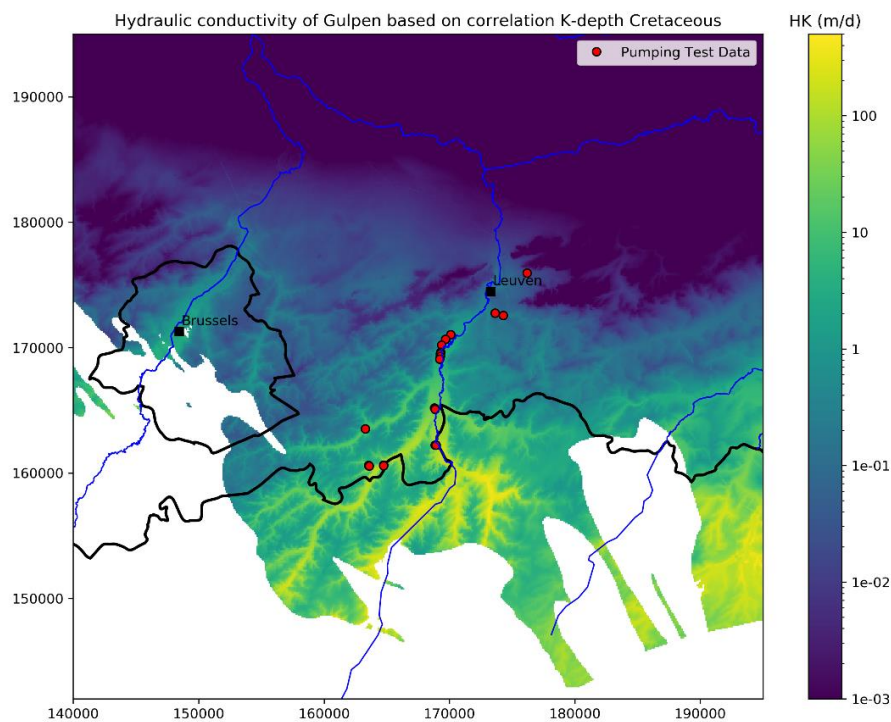 Hydraulic conductivity of Gulpen based on correlation K-depth Cretaceous
HK (m/d)
Pumping Test Data
190000
180000
170000
160000
150000
Leuven
Brussels
140000 150000 160000 170000 180000 190000
100
10
1
1e-01
1e-02
1e-03